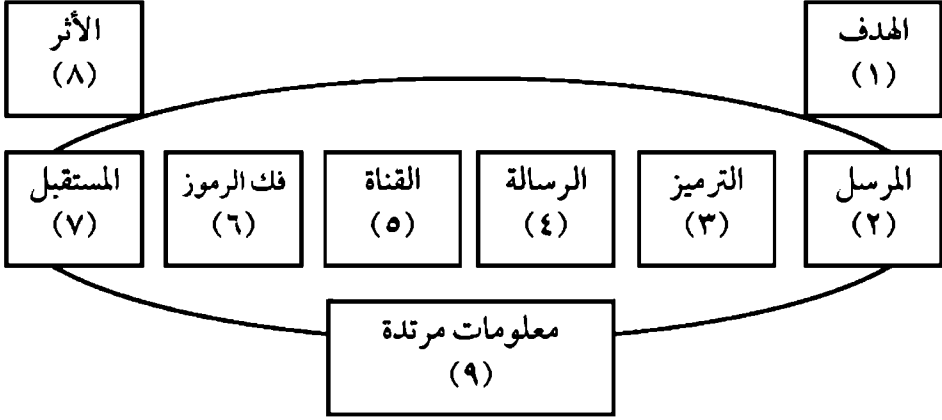 الهدف
(١)
الأثر
(٨)
المرسل
(٢)
الترميز
(٣)
الرسالة
(٤)
القناة
(٥)
فك الرموز
(٦)
المستقبل
(٧)
معلومات مرتدة
(٩)